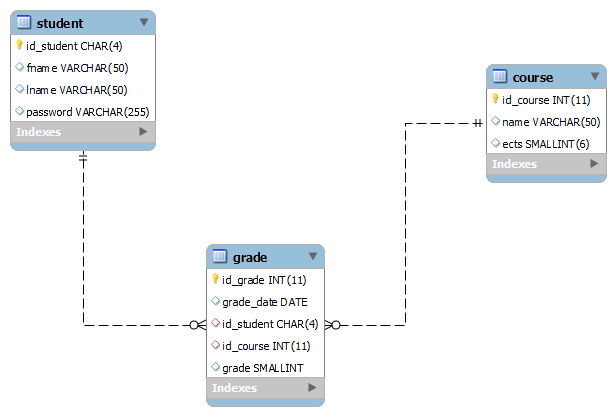 student
id_student CHAR(4)
fname VARCHAR(50)
lname VARCHAR(50)
password VARCHAR(255)
Indexes
course
id_course INT(11)
name VARCHAR(50)
ects SMALLINT(6)
Indexes
grade
id_grade INT(11)
grade_date DATE
id_student CHAR(4)
id_course INT(11)
grade SMALLINT
Indexes